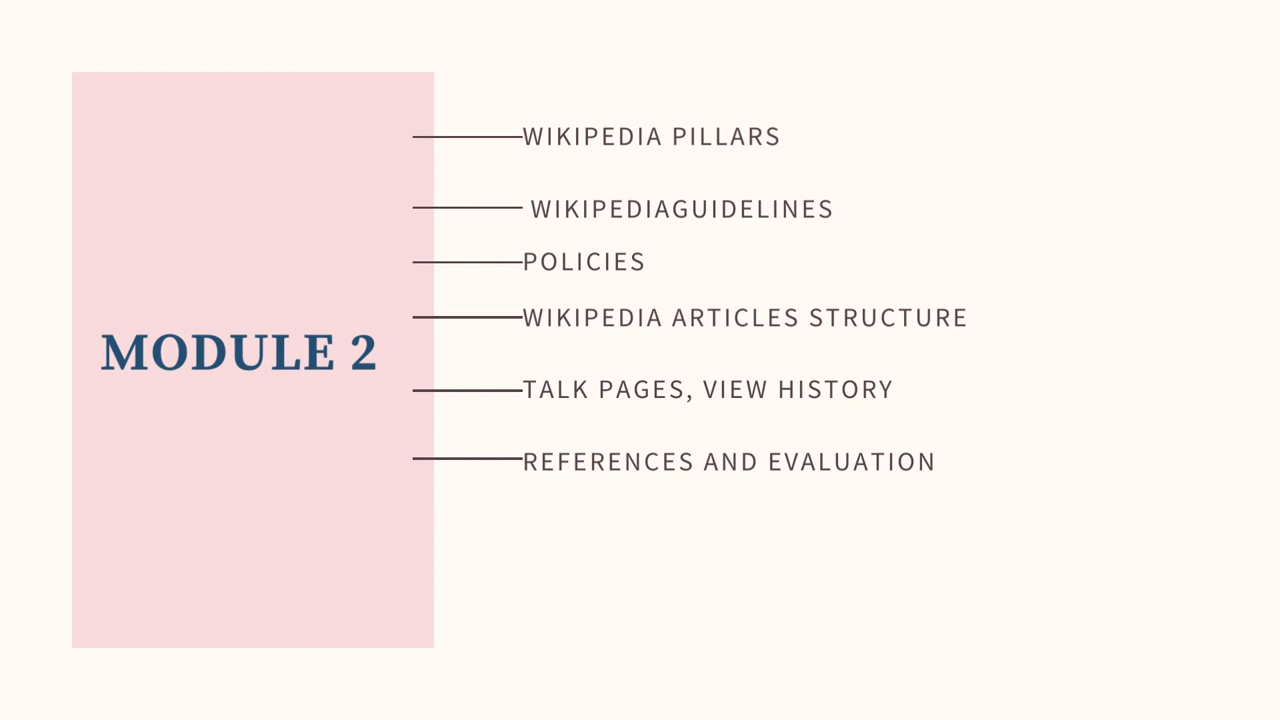 MODULE 2
WIKIPEDIA PILLARS
WIKIPEDIAGUIDELINES
POLICIES
WIKIPEDIA ARTICLES STRUCTURE
TALK PAGES, VIEW HISTORY
REFERENCES AND EVALUATION